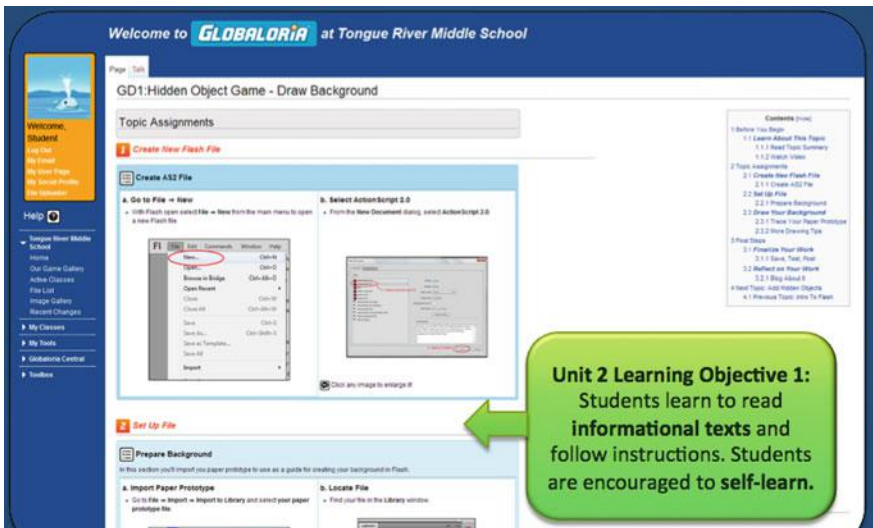 Welcome to GLOBALORIA at Tongue River Middle School
Page Talk
GD1:Hidden Object Game - Draw Background
Welcome,
Student
Log Out
My Email
My User Page
My Social Profile
File Uploader
Help
Tongue River Middle
School
Home
Our Game Gallery
Active Classes
File List
Image Gallery
Recent Changes
My Classes
My Tools
Globaloria Central
Toolbox
Topic Assignments
1 Create New Flash File
Create AS2 File
a. Go to File → New
With Flash open select File → New from the main menu to open
a new Flash file.
Fl File Edit Commands Window Help
New... Ctrl+N
Open... Ctrl+O
Browse in Bridge Ctrl+Alt+O
Open Recent
Close Ctrl+W
Close All Ctrl+Alt+W
Save Ctrl+S
Save As... Ctrl+Shift+S
Save as Template...
Save All
Import
b. Select ActionScript 2.0
From the New Document dialog, select ActionScript 2.0
Click any image to enlarge it!
2 Set Up File
Prepare Background
In this section you'll import you paper prototype to use as a guide for creating your background in Flash.
a. Import Paper Prototype
Go to File → Import → Import to Library and select your paper
prototype file.
b. Locate File
Find your file in the Library window.
Contents [hide]
1 Before You Begin
1.1 Learn About This Topic
1.1.1 Read Topic Summary
1.1.2 Watch Video
2 Topic Assignments
2.1 Create New Flash File
2.1.1 Create AS2 File
2.2 Set Up File
2.2.1 Prepare Background
2.3 Draw Your Background
2.3.1 Trace Your Paper Prototype
2.3.2 More Drawing Tips
3 Final Steps
3.1 Finalize Your Work
3.1.1 Save, Test, Post
3.2 Reflect on Your Work
3.2.1 Blog About It
4 Next Topic: Add Hidden Objects
4.1 Previous Topic: Intro To Flash
Unit 2 Learning Objective 1:
Students learn to read
informational texts and
follow instructions. Students
are encouraged to self-learn.